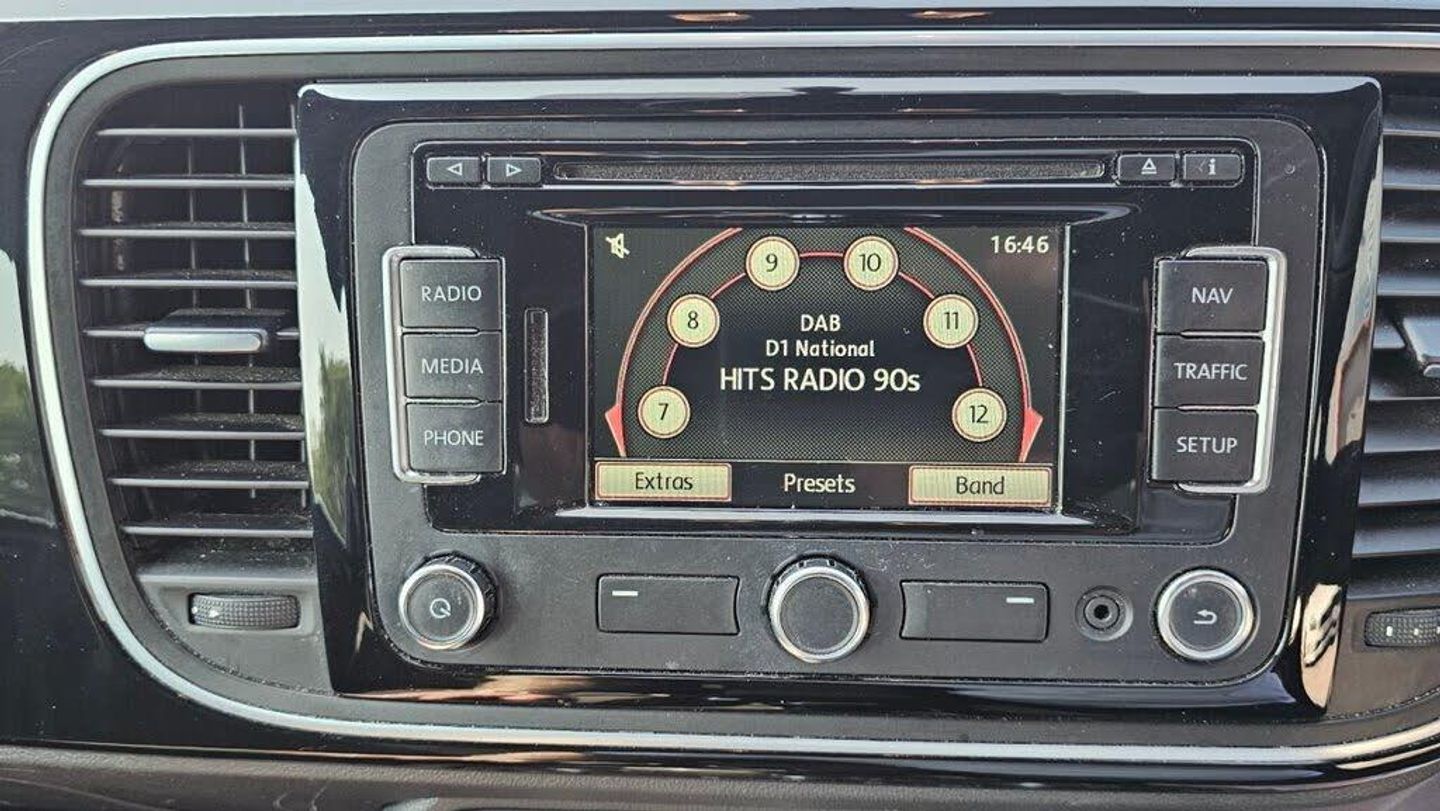 16:46
9 10
8 11
7 12
DAB
D1 National
HITS RADIO 90s
Extras Presets Band
RADIO
MEDIA
PHONE
NAV
TRAFFIC
SETUP
i